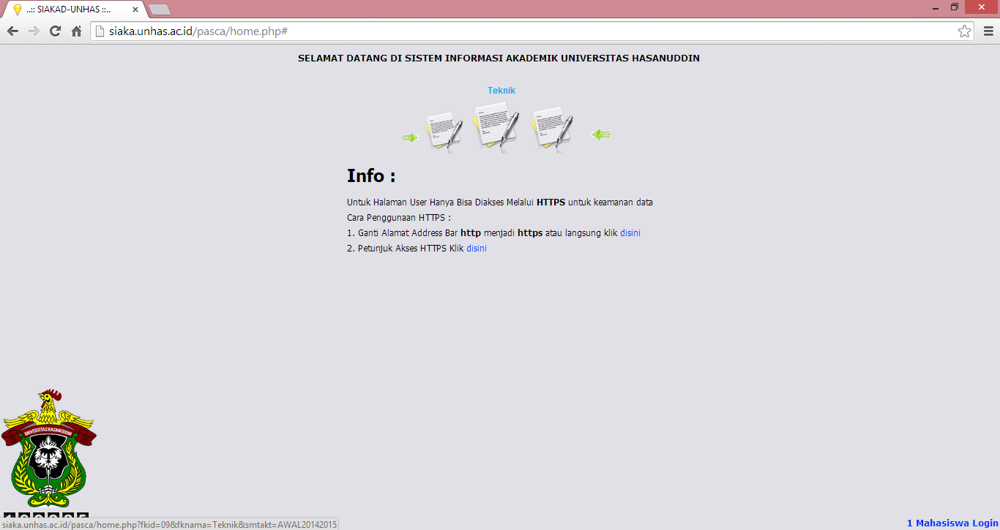 ..:: SIAKAD-UNHAS ::..
siaka.unhas.ac.id/pasca/home.php#
SELAMAT DATANG DI SISTEM INFORMASI AKADEMIK UNIVERSITAS HASANUDDIN
Teknik
Info :
Untuk Halaman User Hanya Bisa Diakses Melalui HTTPS untuk keamanan data
Cara Penggunaan HTTPS :
1. Ganti Alamat Address Bar http menjadi https atau langsung klik disini
2. Petunjuk Akses HTTPS Klik disini
UNIVERSITAS HASANUDDIN
siaka.unhas.ac.id/pasca/home.php?fkid=09&fknama=Teknik&smtakt=AWAL20142015
1 Mahasiswa Login